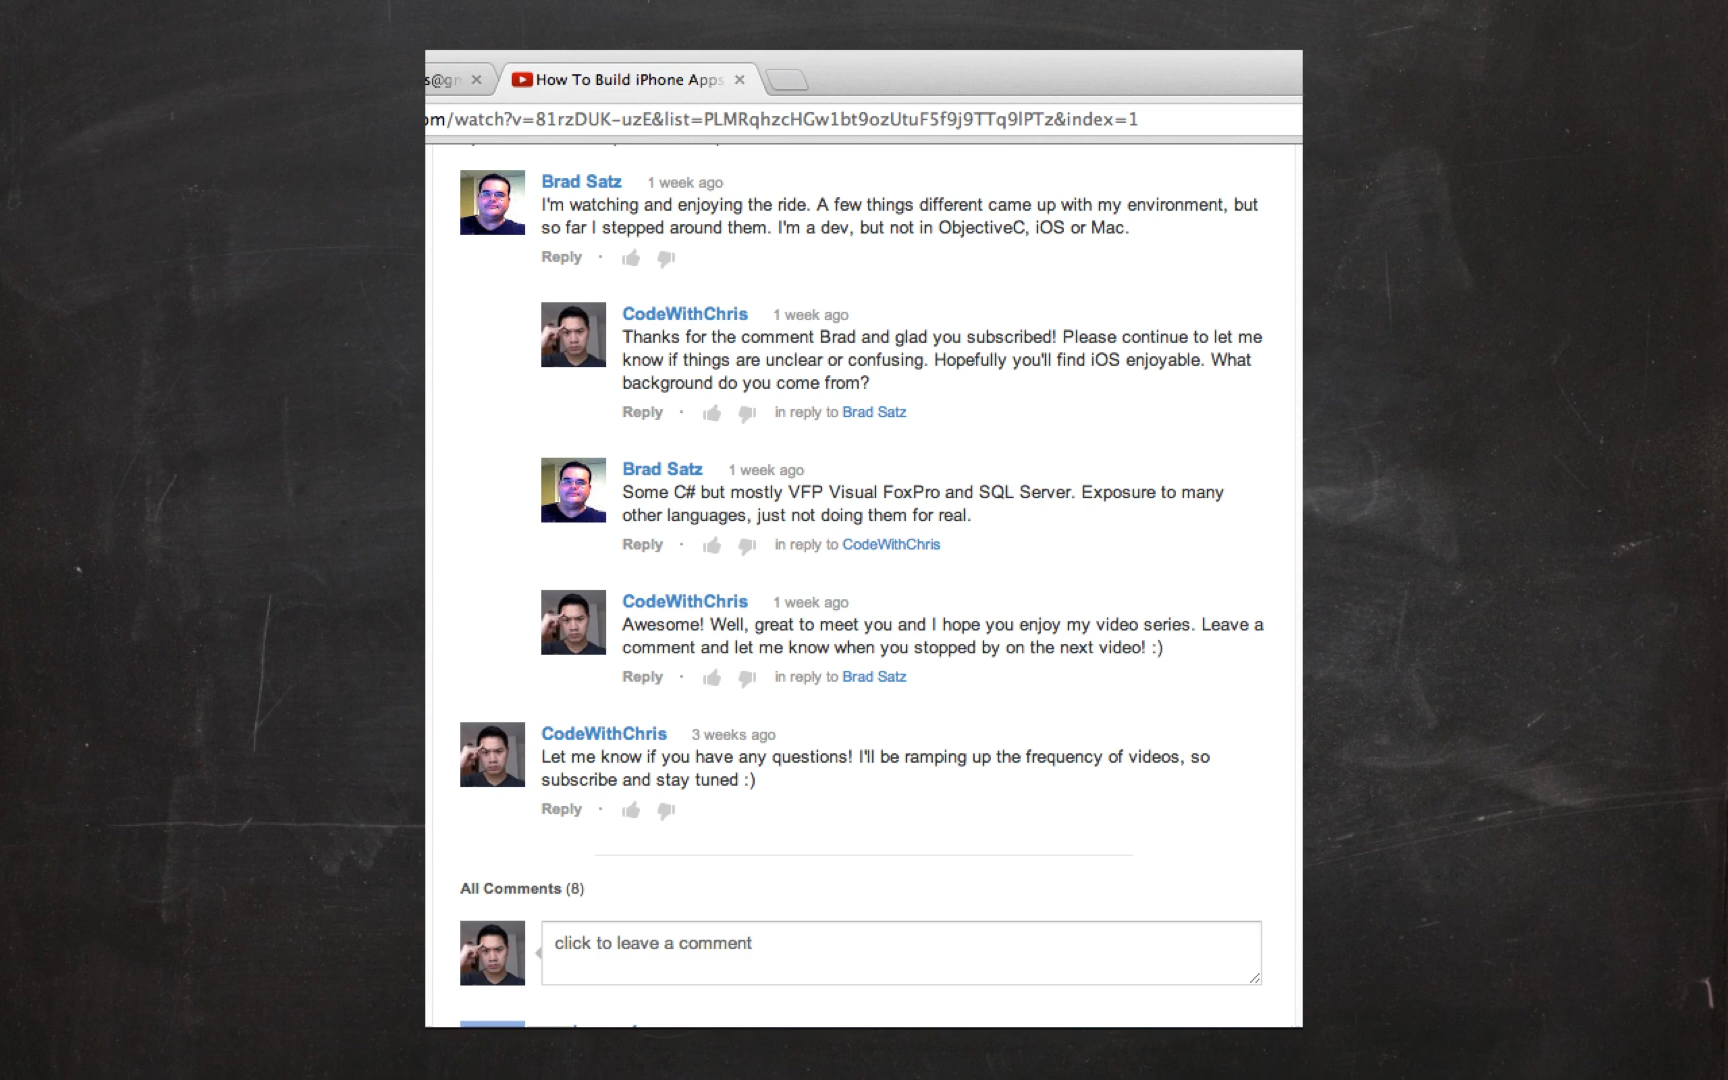 s@gn
How To Build iPhone Apps
om/watch?v=81rzDUK-uzE&list=PLMRqhzcHGw1bt9ozUtuF5f9j9TTq9lPTz&index=1
Brad Satz 1 week ago
I'm watching and enjoying the ride. A few things different came up with my environment, but
so far I stepped around them. I'm a dev, but not in ObjectiveC, iOS or Mac.
Reply ·
CodeWithChris 1 week ago
Thanks for the comment Brad and glad you subscribed! Please continue to let me
know if things are unclear or confusing. Hopefully you'll find iOS enjoyable. What
background do you come from?
Reply · in reply to Brad Satz
Brad Satz 1 week ago
Some C# but mostly VFP Visual FoxPro and SQL Server. Exposure to many
other languages, just not doing them for real.
Reply · in reply to CodeWithChris
CodeWithChris 1 week ago
Awesome! Well, great to meet you and I hope you enjoy my video series. Leave a
comment and let me know when you stopped by on the next video! :)
Reply · in reply to Brad Satz
CodeWithChris 3 weeks ago
Let me know if you have any questions! I'll be ramping up the frequency of videos, so
subscribe and stay tuned :)
Reply ·
All Comments (8)
click to leave a comment